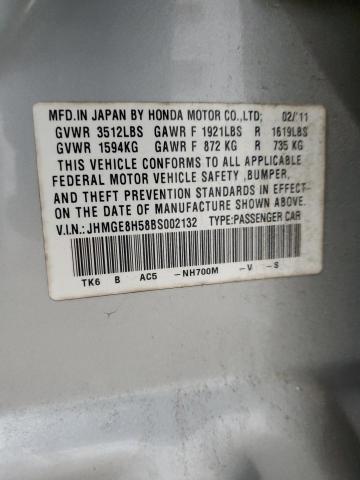 MFD.IN JAPAN BY HONDA MOTOR CO.,LTD; 02/'11
GVWR 3512LBS GAWR F 1921LBS R 1619LBS
GVWR 1594KG GAWR F 872 KG R 735 KG
THIS VEHICLE CONFORMS TO ALL APPLICABLE
FEDERAL MOTOR VEHICLE SAFETY ,BUMPER,
AND THEFT PREVENTION STANDARDS IN EFFECT
ON THE DATE OF MANUFACTURE SHOWN ABOVE.
V.I.N.: JHMGE8H58BS002132 TYPE:PASSENGER CAR
TK6 B AC5 -NH700M -V -S